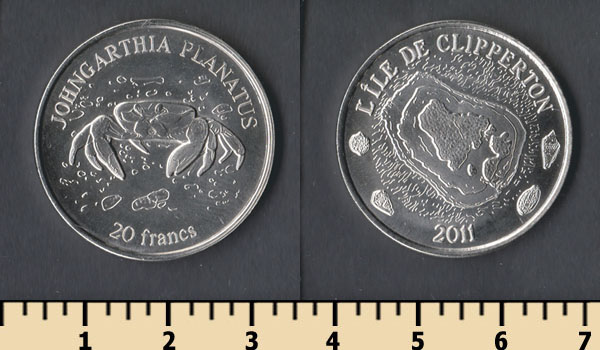 JOHNGARTHIA PLANATUS
20 francs
L'ÎLE DE CLIPPERTON
2011
1 2 3 4 5 6 7